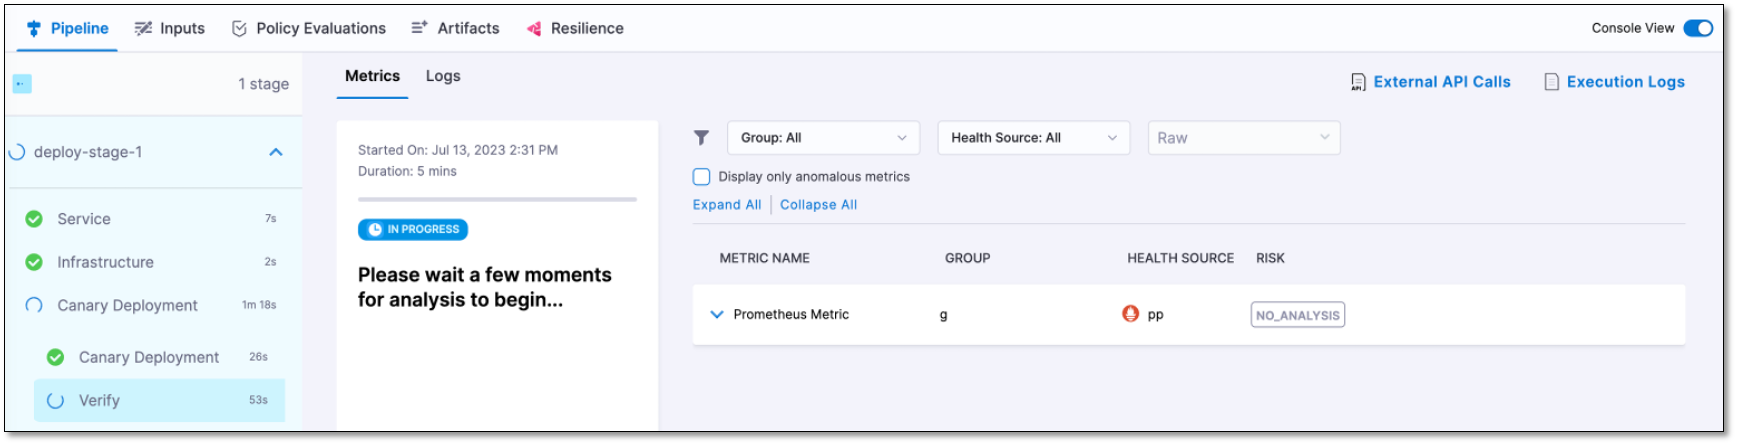 Pipeline Inputs Policy Evaluations Artifacts Resilience Console View
1 stage
Metrics Logs
API External API Calls Execution Logs
deploy-stage-1
Service 7s
Infrastructure 2s
Canary Deployment 1m 18s
Canary Deployment 26s
Verify 53s
Started On: Jul 13, 2023 2:31 PM
Duration: 5 mins
IN PROGRESS
Please wait a few moments
for analysis to begin...
Group: All Health Source: All Raw
Display only anomalous metrics
Expand All Collapse All
METRIC NAME GROUP HEALTH SOURCE RISK
Prometheus Metric g pp NO_ANALYSIS